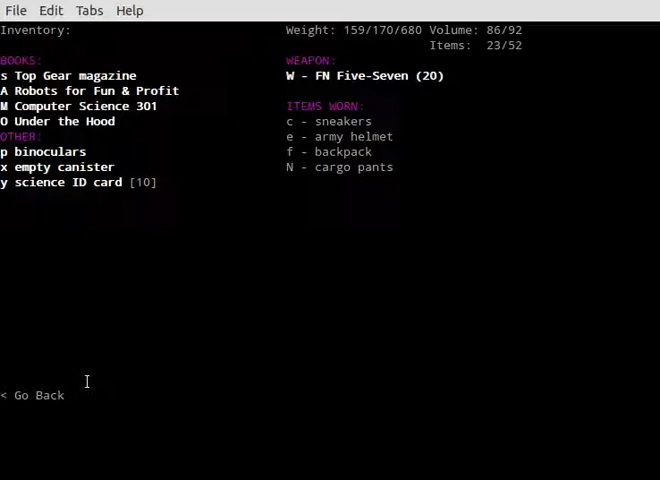 File Edit Tabs Help
Inventory: Weight: 159/170/680 Volume: 86/92
Items: 23/52
BOOKS: WEAPON:
s Top Gear magazine W - FN Five-Seven (20)
A Robots for Fun & Profit
M Computer Science 301 ITEMS WORN:
O Under the Hood c - sneakers
OTHER: e - army helmet
p binoculars f - backpack
x empty canister N - cargo pants
y science ID card [10]
< Go Back